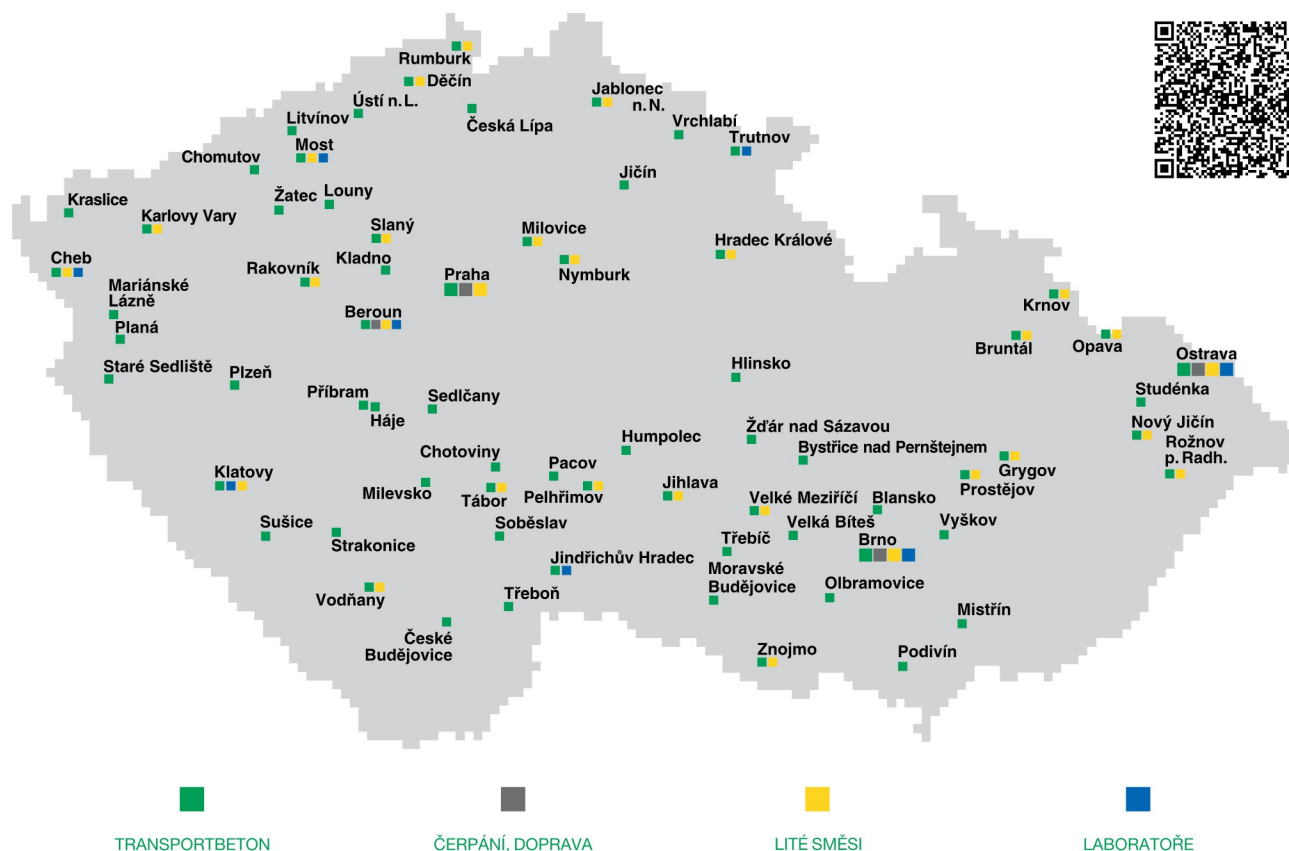 Rumburk
Děčín
Jablonec
n. N.
Ústí n. L.
Česká Lípa
Litvínov
Vrchlabí
Trutnov
Most
Chomutov
Jičín
Kraslice
Žatec
Louny
Karlovy Vary
Slaný
Milovice
Hradec Králové
Cheb
Rakovník
Kladno
Praha
Nymburk
Mariánské
Lázně
Krnov
Beroun
Planá
Bruntál
Opava
Ostrava
Staré Sedliště
Plzeň
Hlinsko
Studénka
Příbram
Háje
Sedlčany
Nový Jičín
Žďár nad Sázavou
Humpolec
Bystřice nad Pernštejnem
Rožnov
p. Radh.
Chotoviny
Pacov
Grygov
Klatovy
Milevsko
Tábor
Pelhřimov
Jihlava
Prostějov
Velké Meziříčí
Blansko
Sušice
Strakonice
Soběslav
Velká Bíteš
Vyškov
Třebíč
Brno
Jindřichův Hradec
Moravské
Budějovice
Olbramovice
Vodňany
Třeboň
Mistřín
České
Budějovice
Znojmo
Podivín
TRANSPORTBETON
ČERPÁNÍ, DOPRAVA
LITÉ SMĚSI
LABORATOŘE